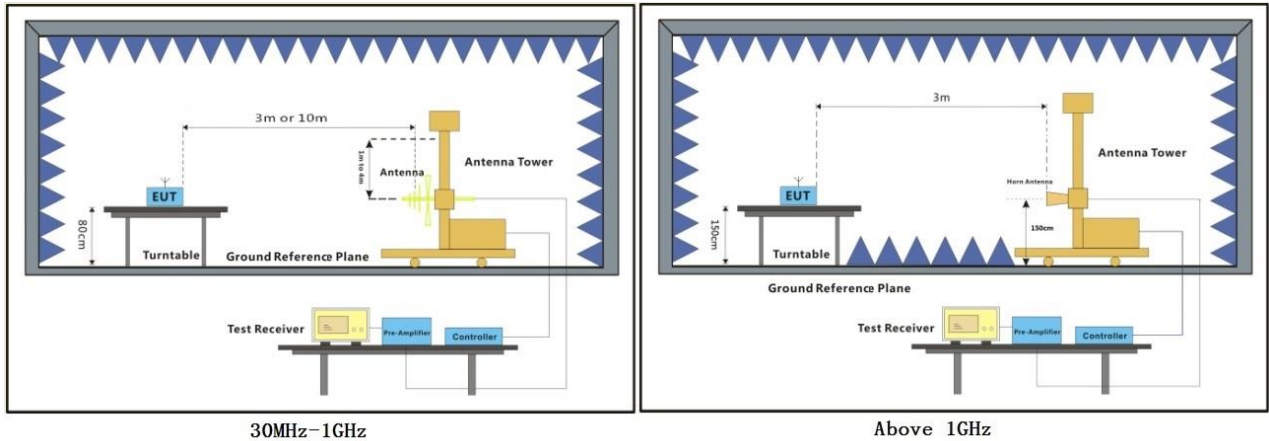 3m or 10m
1m to 4m
Antenna
Antenna Tower
EUT
80cm
Turntable
Ground Reference Plane
Test Receiver
Pre-Amplifier
Controller
30MHz-1GHz
3m
Antenna Tower
Horn Antenna
EUT
150cm
150cm
Turntable
Ground Reference Plane
Test Receiver
Pre-Amplifier
Controller
Above 1GHz